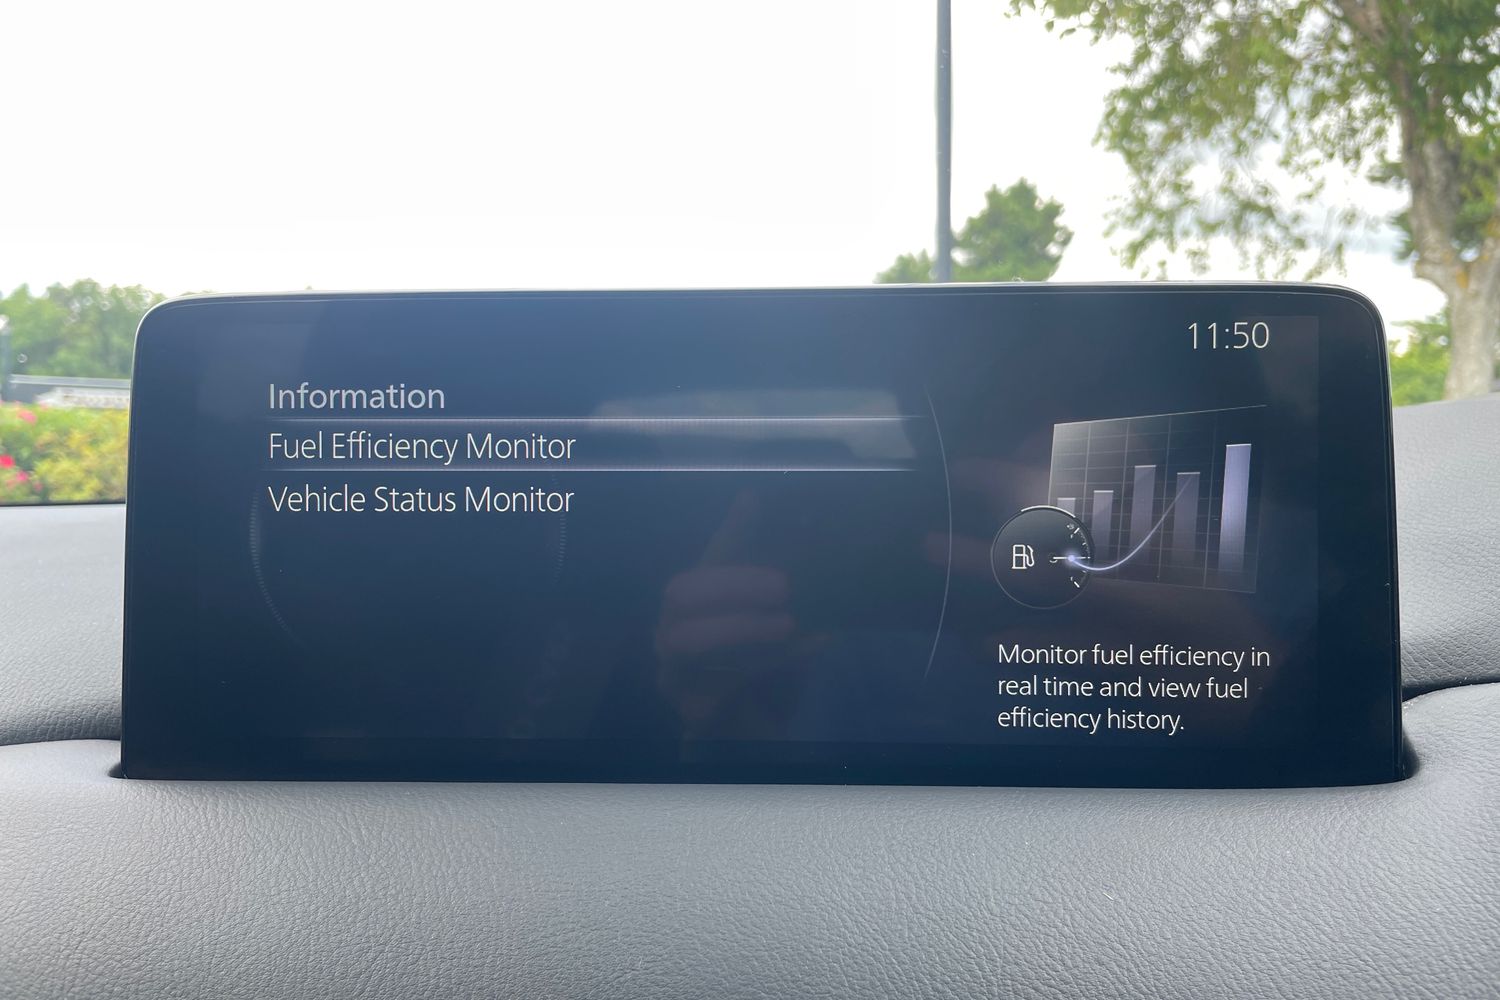 11:50
Information
Fuel Efficiency Monitor
Vehicle Status Monitor
Monitor fuel efficiency in
real time and view fuel
efficiency history.